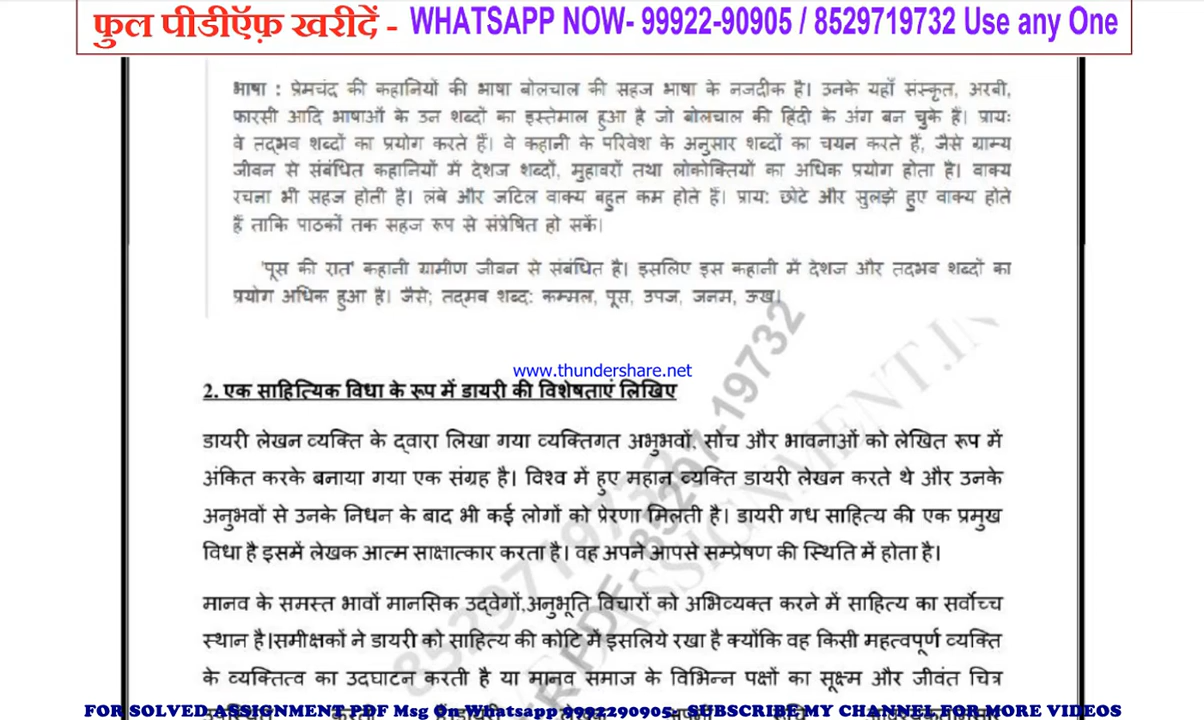 फुल पीडीऍफ़ खरीदें - WHATSAPP NOW- 99922-90905 / 8529719732 Use any One
भाषा : प्रेमचंद की कहानियों की भाषा बोलचाल की सहज भाषा के नजदीक है। उनके यहाँ संस्कृत, अरबी,
फारसी आदि भाषाओं के उन शब्दों का इस्तेमाल हुआ है जो बोलचाल की हिंदी के अंग बन चुके हैं। प्रायः
वे तद्भव शब्दों का प्रयोग करते हैं। वे कहानी के परिवेश के अनुसार शब्दों का चयन करते हैं, जैसे ग्राम्य
जीवन से संबंधित कहानियों में देशज शब्दों, मुहावरों तथा लोकोक्तियों का अधिक प्रयोग होता है। वाक्य
रचना भी सहज होती है। लंबे और जटिल वाक्य बहुत कम होते हैं। प्राय: छोटे और सुलझे हुए वाक्य होते
हैं ताकि पाठकों तक सहज रूप से संप्रेषित हो सकें।
'पूस की रात' कहानी ग्रामीण जीवन से संबंधित है। इसलिए इस कहानी में देशज और तदभव शब्दों का
प्रयोग अधिक हुआ है। जैसे; तद्मव शब्द: कम्मल, पूस, उपज, जनम, ऊख।
www.thundershare.net
2. एक साहित्यिक विधा के रूप में डायरी की विशेषताएं लिखिए
डायरी लेखन व्यक्ति के द्वारा लिखा गया व्यक्तिगत अभुभवों, सोच और भावनाओं को लेखित रूप में
अंकित करके बनाया गया एक संग्रह है। विश्व में हुए महान व्यक्ति डायरी लेखन करते थे और उनके
अनुभवों से उनके निधन के बाद भी कई लोगों को प्रेरणा मिलती है। डायरी गध साहित्य की एक प्रमुख
विधा है इसमें लेखक आत्म साक्षात्कार करता है। वह अपने आपसे सम्प्रेषण की स्थिति में होता है।
मानव के समस्त भावों मानसिक उद्वेगों,अनुभूति विचारों को अभिव्यक्त करने में साहित्य का सर्वोच्च
स्थान है।समीक्षकों ने डायरी को साहित्य की कोटि में इसलिये रखा है क्योंकि वह किसी महत्वपूर्ण व्यक्ति
के व्यक्तित्व का उदघाटन करती है या मानव समाज के विभिन्न पक्षों का सूक्ष्म और जीवंत चित्र
FOR SOLVED ASSIGNMENT PDF Msg On Whatsapp 9992290905, SUBSCRIBE MY CHANNEL FOR MORE VIDEOS